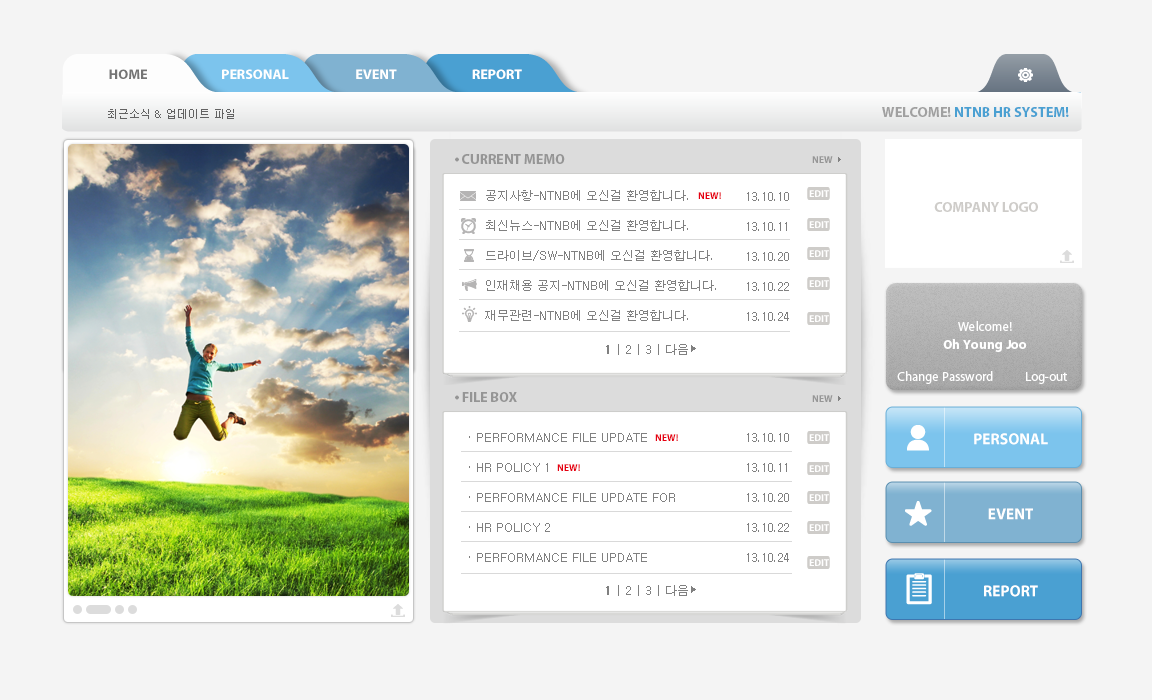 HOME PERSONAL EVENT REPORT
최근소식 & 업데이트 파일
WELCOME! NTNB HR SYSTEM!
• CURRENT MEMO NEW
공지사항-NTNB에 오신걸 환영합니다. NEW! 13.10.10 EDIT
최신뉴스-NTNB에 오신걸 환영합니다. 13.10.11 EDIT
드라이브/SW-NTNB에 오신걸 환영합니다. 13.10.20 EDIT
인재채용 공지-NTNB에 오신걸 환영합니다. 13.10.22 EDIT
재무관련-NTNB에 오신걸 환영합니다. 13.10.24 EDIT
1 | 2 | 3 | 다음
• FILE BOX NEW
· PERFORMANCE FILE UPDATE NEW! 13.10.10 EDIT
· HR POLICY 1 NEW! 13.10.11 EDIT
· PERFORMANCE FILE UPDATE FOR 13.10.20 EDIT
· HR POLICY 2 13.10.22 EDIT
· PERFORMANCE FILE UPDATE 13.10.24 EDIT
1 | 2 | 3 | 다음
COMPANY LOGO
Welcome!
Oh Young Joo
Change Password Log-out
PERSONAL
EVENT
REPORT